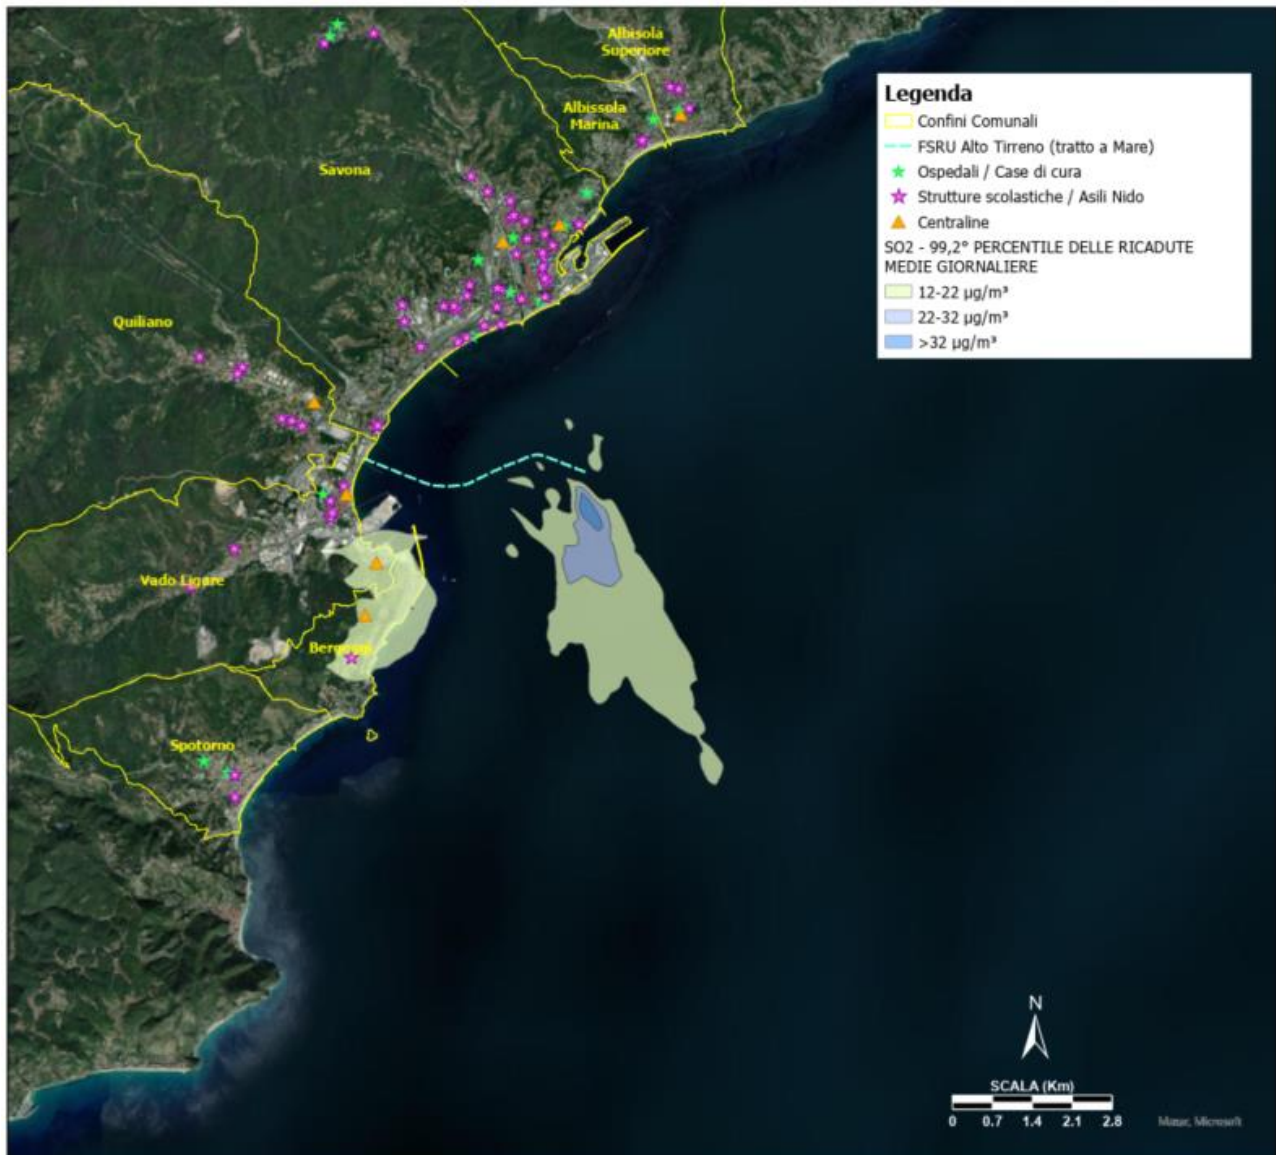 Albisola
Superiore
Albissola
Marina
Savona
Quiliano
Vado Ligure
Bergeggi
Spotorno
Legenda
Confini Comunali
FSRU Alto Tirreno (tratto a Mare)
Ospedali / Case di cura
Strutture scolastiche / Asili Nido
Centraline
SO2 - 99,2° PERCENTILE DELLE RICADUTE
MEDIE GIORNALIERE
12-22 µg/m³
22-32 µg/m³
>32 µg/m³
N
SCALA (Km)
0 0.7 1.4 2.1 2.8
Maxar, Microsoft